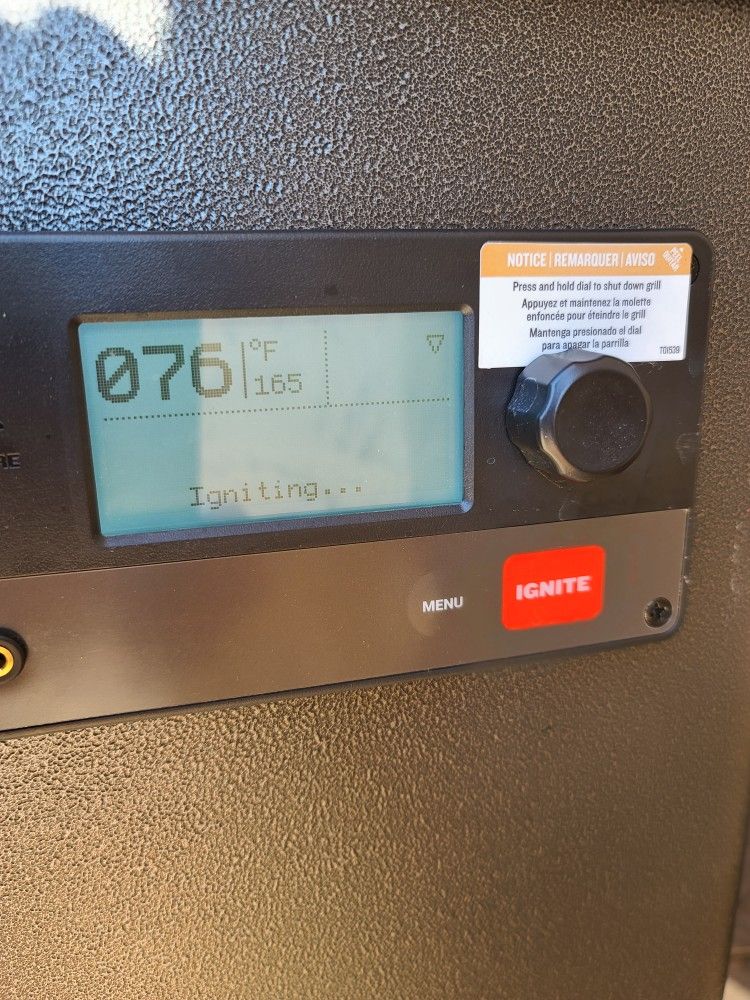 NOTICE | REMARQUER | AVISO
Press and hold dial to shut down grill
Appuyez et maintenez la molette
enfoncée pour éteindre le grill
Mantenga presionado el dial
para apagar la parrilla
T01539
076 °F
165
Igniting...
MENU
IGNITE